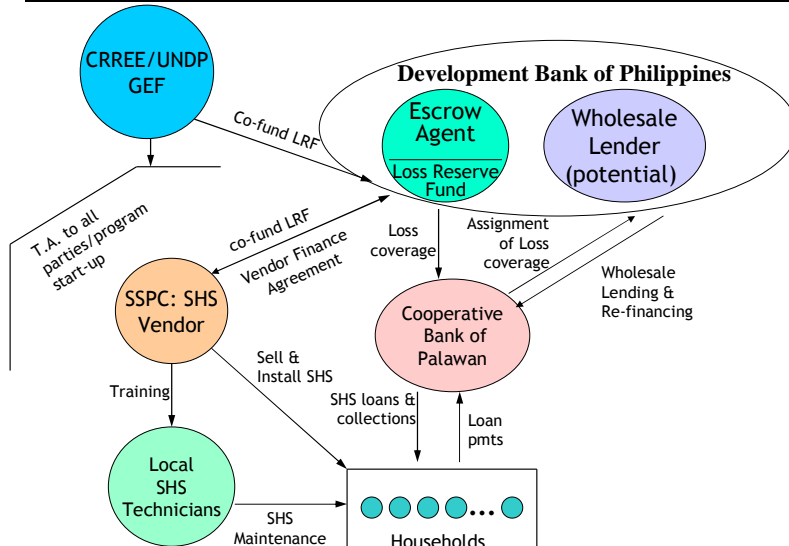 CRREE/UNDP
GEF
Development Bank of Philippines
Escrow
Agent
Loss Reserve
Fund
Wholesale
Lender
(potential)
Co-fund LRF
T.A. to all
parties/program
start-up
co-fund LRF
Vendor Finance
Agreement
Loss
coverage
Assignment
of Loss
coverage
Wholesale
Lending &
Re-financing
SSPC: SHS
Vendor
Cooperative
Bank of
Palawan
Training
Sell &
Install SHS
SHS loans &
collections
Loan
pmts
Local
SHS
Technicians
SHS
Maintenance
...
Households